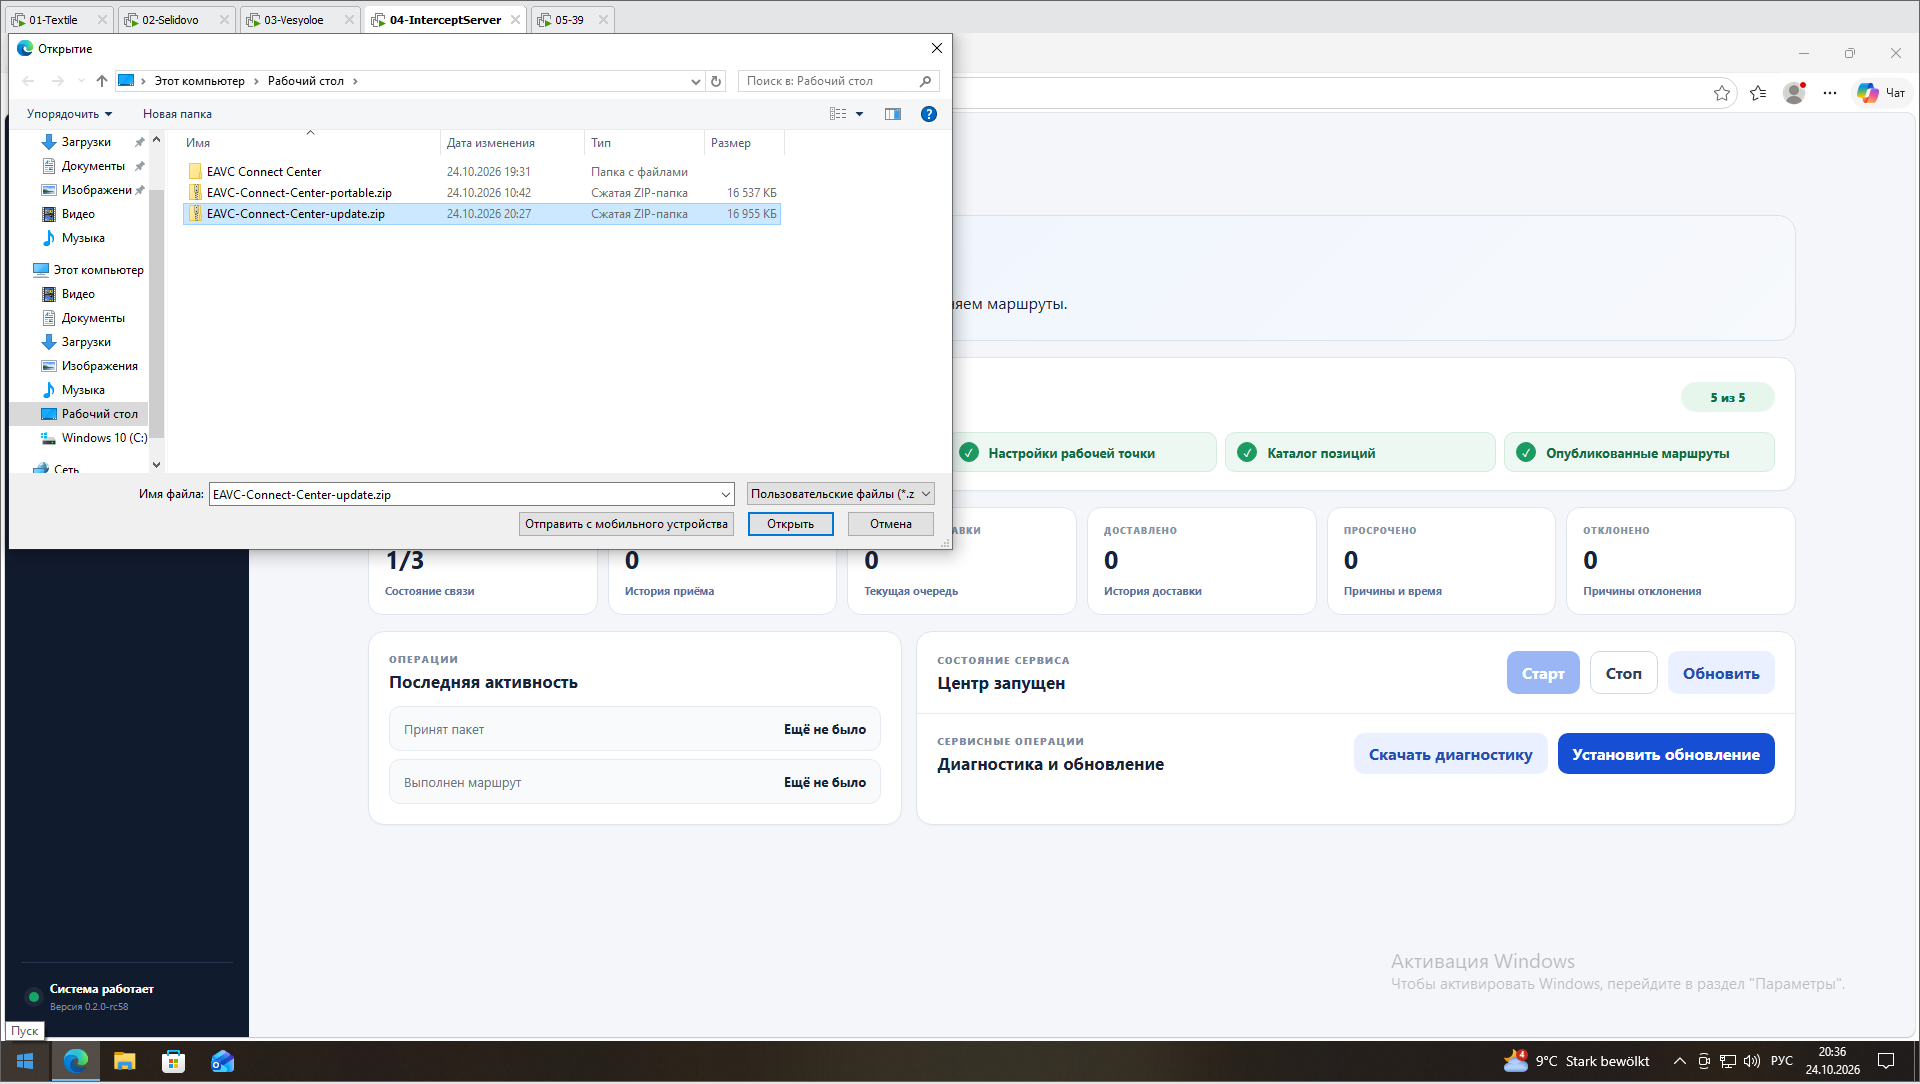 01-Textile
02-Selidovo
03-Vesyoloe
04-InterceptServer
05-39
Открытие
Этот компьютер
Рабочий стол
Поиск в: Рабочий стол
Чат
Упорядочить
Новая папка
Загрузки
Документы
Изображени
Видео
Музыка
Этот компьютер
Видео
Документы
Загрузки
Изображения
Музыка
Рабочий стол
Windows 10 (C:)
Сеть
Имя
Дата изменения
Тип
Размер
EAVC Connect Center
24.10.2026 19:31
Папка с файлами
EAVC-Connect-Center-portable.zip
24.10.2026 10:42
Сжатая ZIP-папка
16 537 КБ
EAVC-Connect-Center-update.zip
24.10.2026 20:27
Сжатая ZIP-папка
16 955 КБ
Имя файла:
EAVC-Connect-Center-update.zip
Пользовательские файлы (*.z
Отправить с мобильного устройства
Открыть
Отмена
маршруты.
5 из 5
Настройки рабочей точки
Каталог позиций
Опубликованные маршруты
1/3
Состояние связи
0
История приёма
0
Текущая очередь
ДОСТАВЛЕНО
0
История доставки
ПРОСРОЧЕНО
0
Причины и время
ОТКЛОНЕНО
0
Причины отклонения
ОПЕРАЦИИ
Последняя активность
Принят пакет
Ещё не было
Выполнен маршрут
Ещё не было
СОСТОЯНИЕ СЕРВИСА
Центр запущен
Старт
Стоп
Обновить
СЕРВИСНЫЕ ОПЕРАЦИИ
Диагностика и обновление
Скачать диагностику
Установить обновление
Активация Windows
Чтобы активировать Windows, перейдите в раздел "Параметры".
Система работает
Версия 0.2.0-rc58
Пуск
4
9°C Stark bewölkt
РУС
20:36
24.10.2026